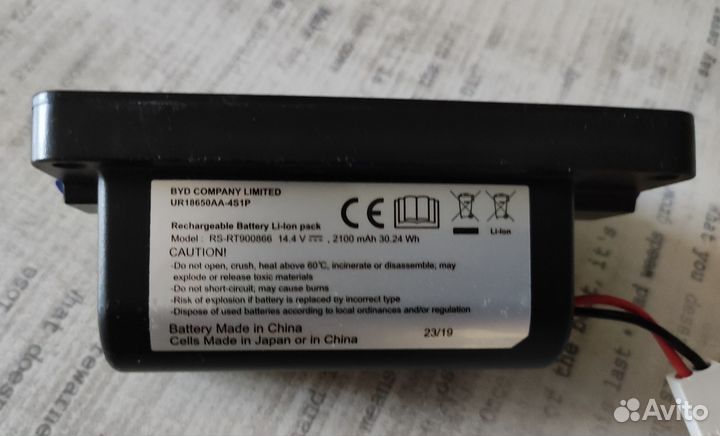 BYD COMPANY LIMITED
UR18650AA-4S1P
Rechargeable Battery Li-Ion pack
Model : RS-RT900866 14.4 V⎓ , 2100 mAh 30.24 Wh
CE
Li-Ion
CAUTION!
-Do not open, crush, heat above 60℃, incinerate or disassemble; may
explode or release toxic materials
-Do not short-circuit; may cause burns
-Risk of explosion if battery is replaced by incorrect type
-Dispose of used batteries according to local ordinances and/or regulation
Battery Made in China
Cells Made in Japan or in China
23/19
Avito